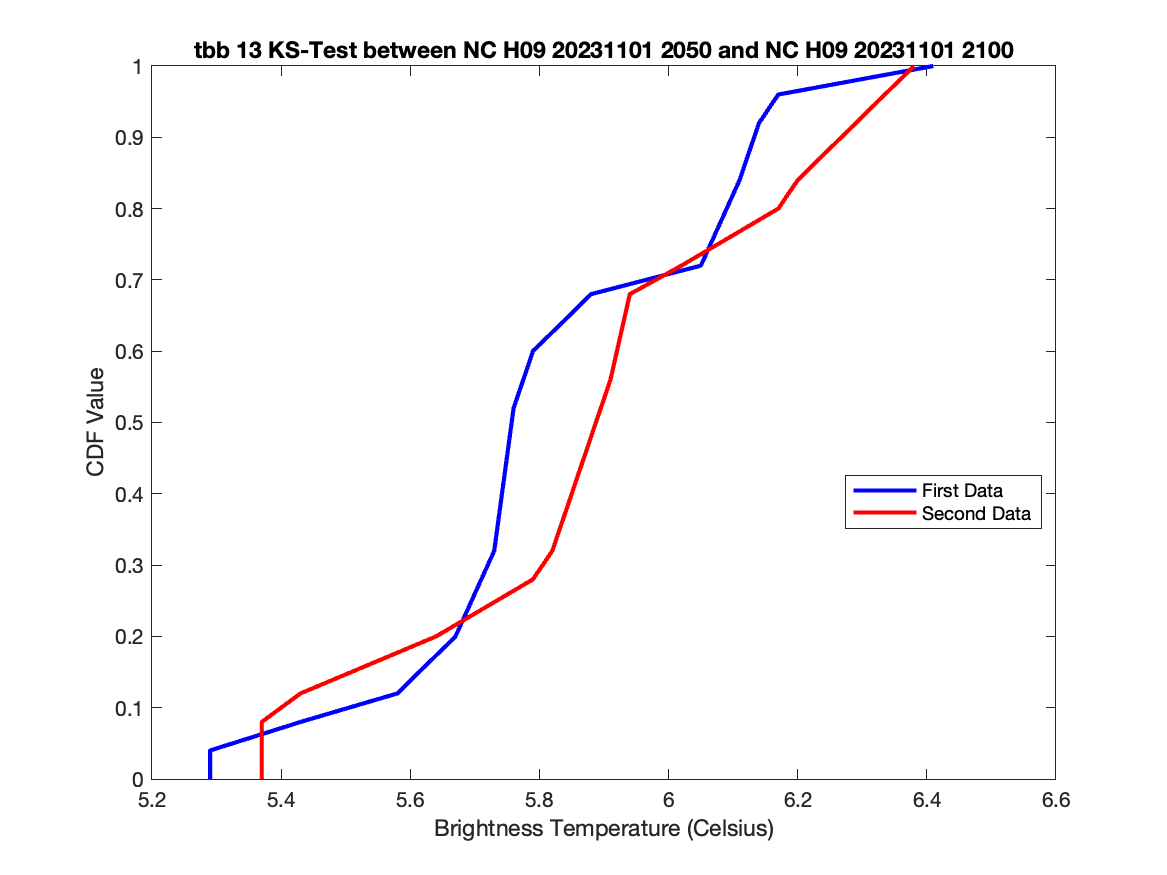 tbb 13 KS-Test between NC H09 20231101 2050 and NC H09 20231101 2100
1
0.9
0.8
0.7
0.6
0.5
0.4
0.3
0.2
0.1
0
CDF Value
First Data
Second Data
5.2 5.4 5.6 5.8 6 6.2 6.4 6.6
Brightness Temperature (Celsius)